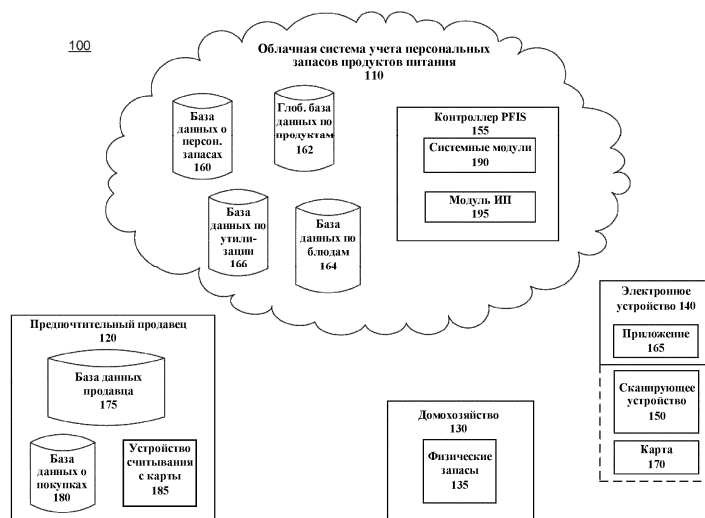 100
Облачная система учета персональных
запасов продуктов питания
110
База
данных о
персон.
запасах
160
Глоб. база
данных по
продуктам
162
Контроллер PFIS
155
Системные модули
190
Модуль ИП
195
База
данных по
утили-
зации
166
База
данных по
блюдам
164
Предпочтительный продавец
120
База данных
продавца
175
База
данных о
покупках
180
Устройство
считывания
с карты
185
Домохозяйство
130
Физические
запасы
135
Электронное
устройство 140
Приложение
165
Сканирующее
устройство
150
Карта
170